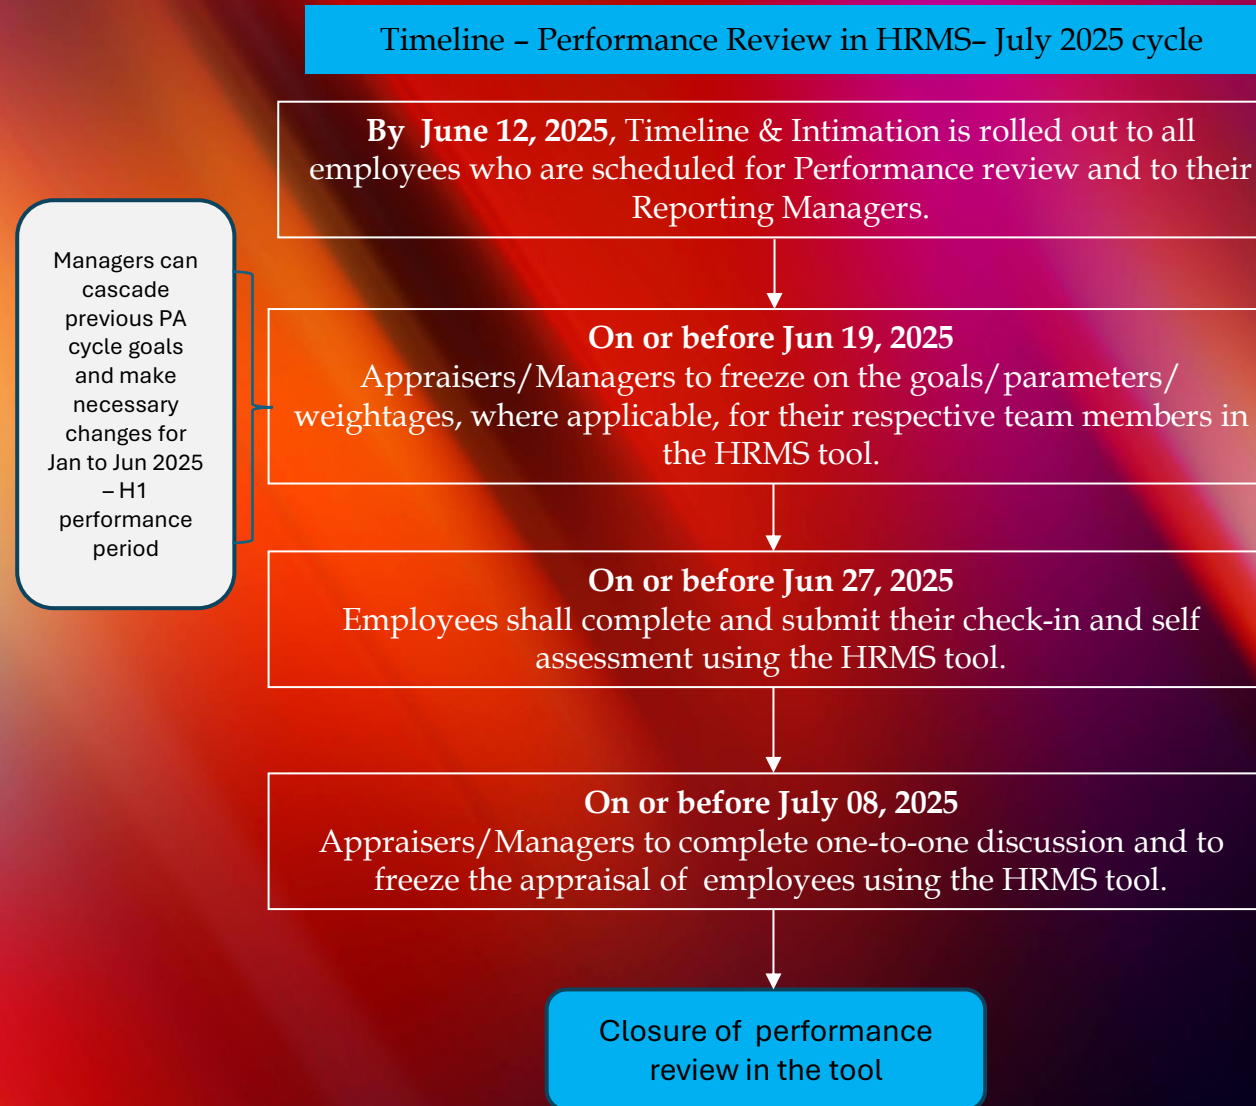 Timeline – Performance Review in HRMS– July 2025 cycle
By June 12, 2025, Timeline & Intimation is rolled out to all
employees who are scheduled for Performance review and to their
Reporting Managers.
Managers can
cascade
previous PA
cycle goals
and make
necessary
changes for
Jan to Jun 2025
– H1
performance
period
On or before Jun 19, 2025
Appraisers/Managers to freeze on the goals/parameters/
weightages, where applicable, for their respective team members in
the HRMS tool.
On or before Jun 27, 2025
Employees shall complete and submit their check-in and self
assessment using the HRMS tool.
On or before July 08, 2025
Appraisers/Managers to complete one-to-one discussion and to
freeze the appraisal of employees using the HRMS tool.
Closure of performance
review in the tool